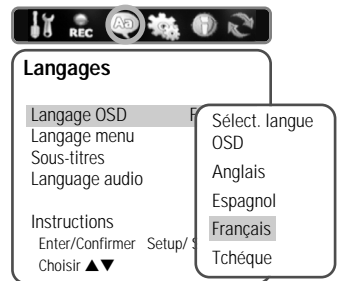 REC
Aa
Langages
Langage OSD F
Langage menu
Sous-titres
Language audio
Instructions
Enter/Confirmer Setup/ S
Choisir ▲▼
Sélect. langue
OSD
Anglais
Espagnol
Français
Tchéque